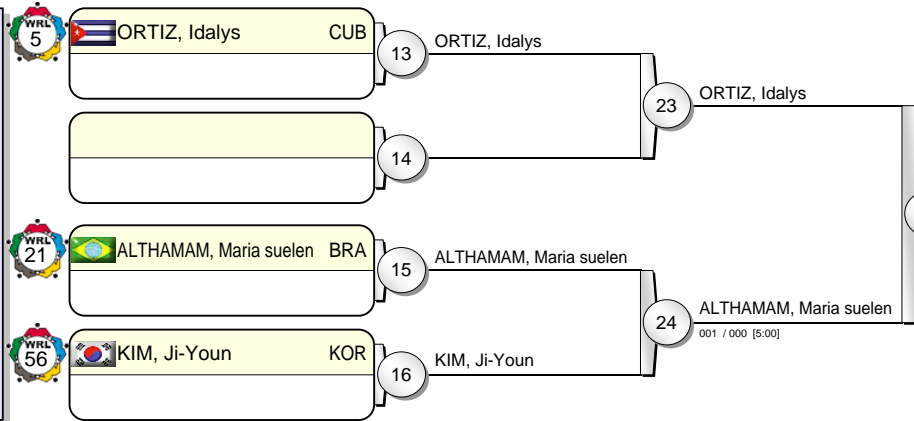 WRL
5
ORTIZ, Idalys CUB
13
ORTIZ, Idalys
23
ORTIZ, Idalys
14
WRL
21
ALTHAMAM, Maria suelen BRA
15
ALTHAMAM, Maria suelen
24
ALTHAMAM, Maria suelen
001 / 000 [5:00]
WRL
56
KIM, Ji-Youn KOR
16
KIM, Ji-Youn